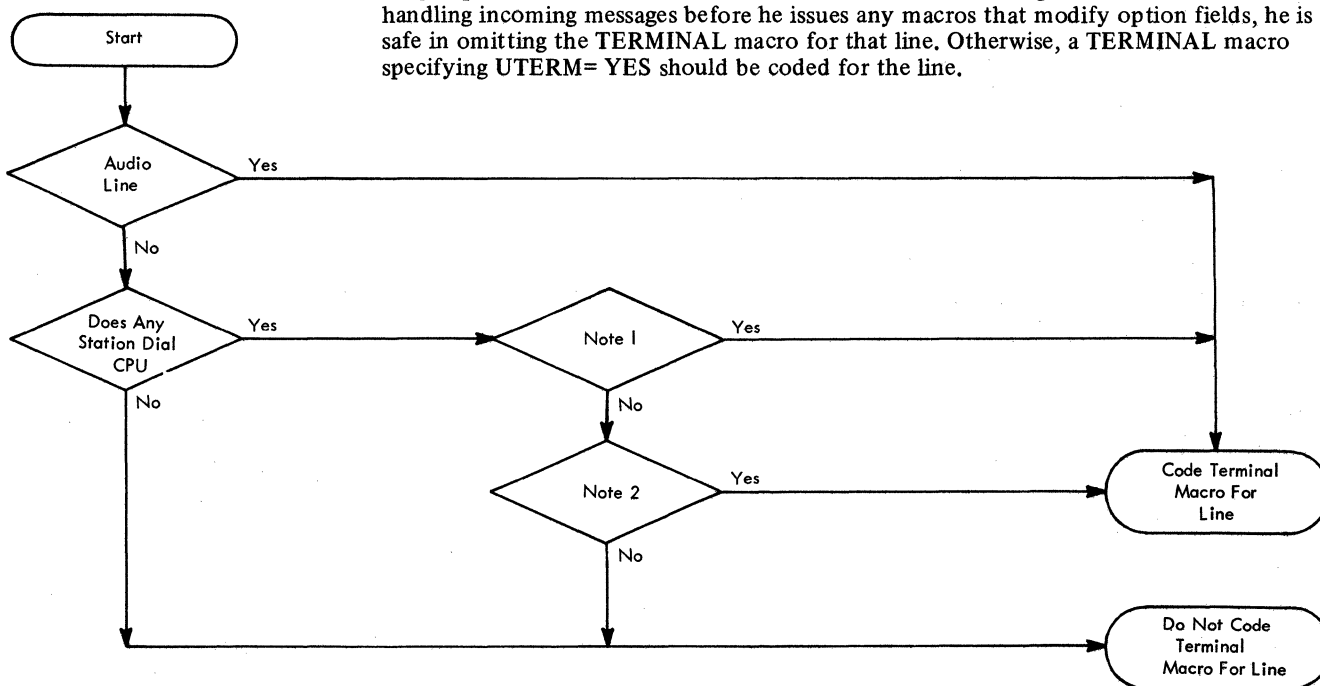 handling incoming messages before he issues any macros that modify option fields, he is
safe in omitting the TERMINAL macro for that line. Otherwise, a TERMINAL macro
specifying UTERM= YES should be coded for the line.
Start
Audio
Line
Yes
No
Does Any
Station Dial
CPU
Yes
No
Note 1
Yes
No
Note 2
Yes
No
Code Terminal
Macro For
Line
Do Not Code
Terminal
Macro For Line